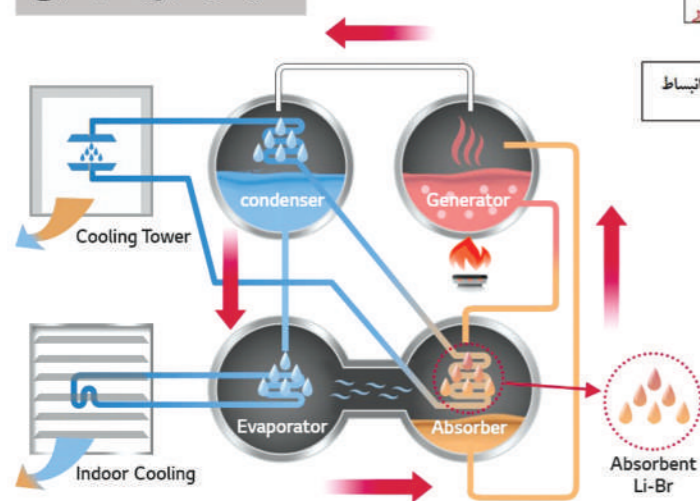 انبساط
condenser
Generator
Cooling Tower
Evaporator
Absorber
Indoor Cooling
Absorbent
Li-Br